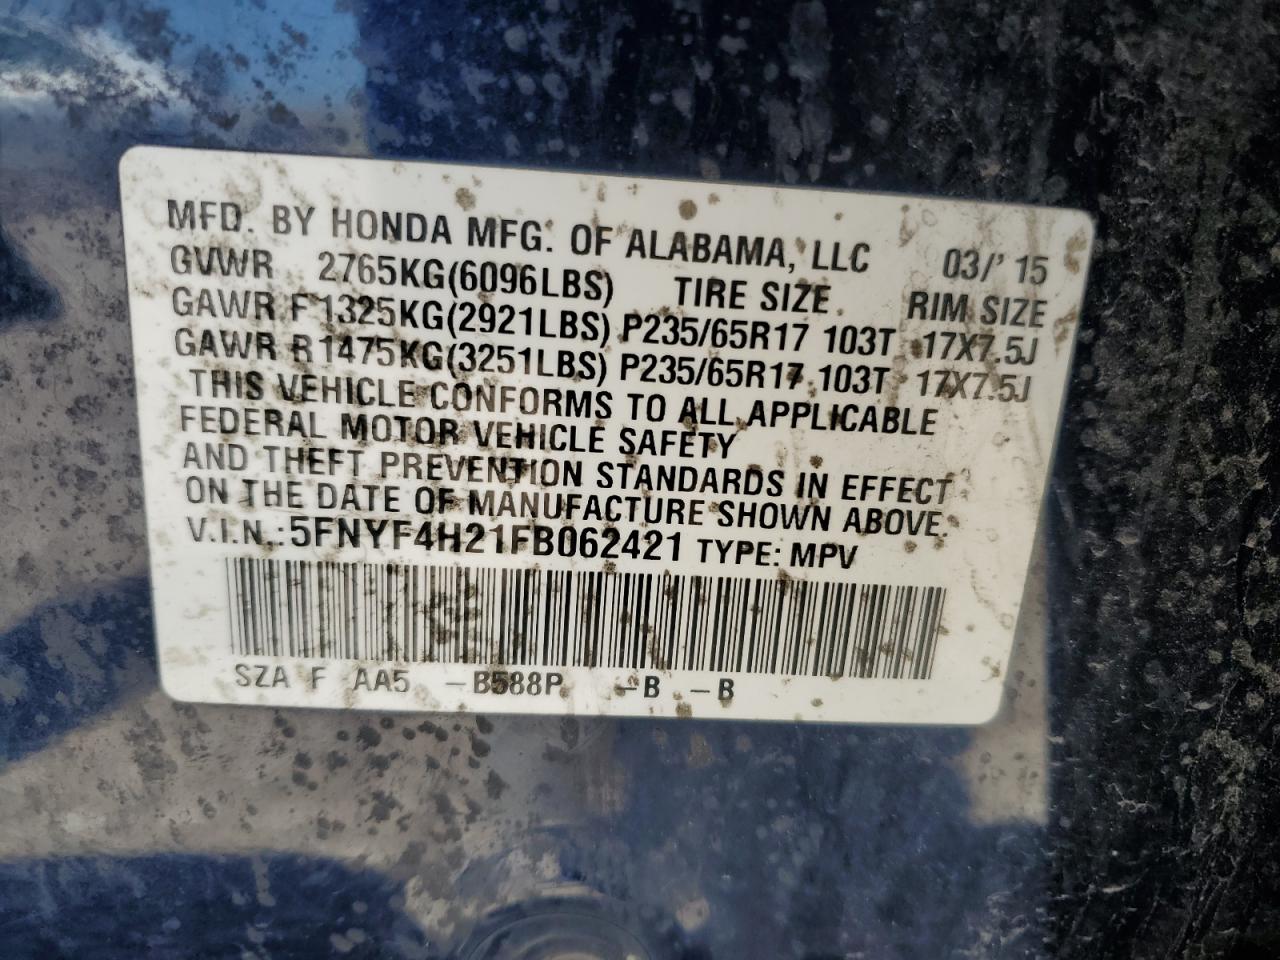 MFD. BY HONDA MFG. OF ALABAMA, LLC 03/'15
GVWR 2765KG(6096LBS) TIRE SIZE RIM SIZE
GAWR F 1325KG(2921LBS) P235/65R17 103T 17X7.5J
GAWR R 1475KG(3251LBS) P235/65R17 103T 17X7.5J
THIS VEHICLE CONFORMS TO ALL APPLICABLE
FEDERAL MOTOR VEHICLE SAFETY
AND THEFT PREVENTION STANDARDS IN EFFECT
ON THE DATE OF MANUFACTURE SHOWN ABOVE.
V.I.N.:5FNYF4H21FB062421 TYPE: MPV
SZA F AA5 -B588P -B -B